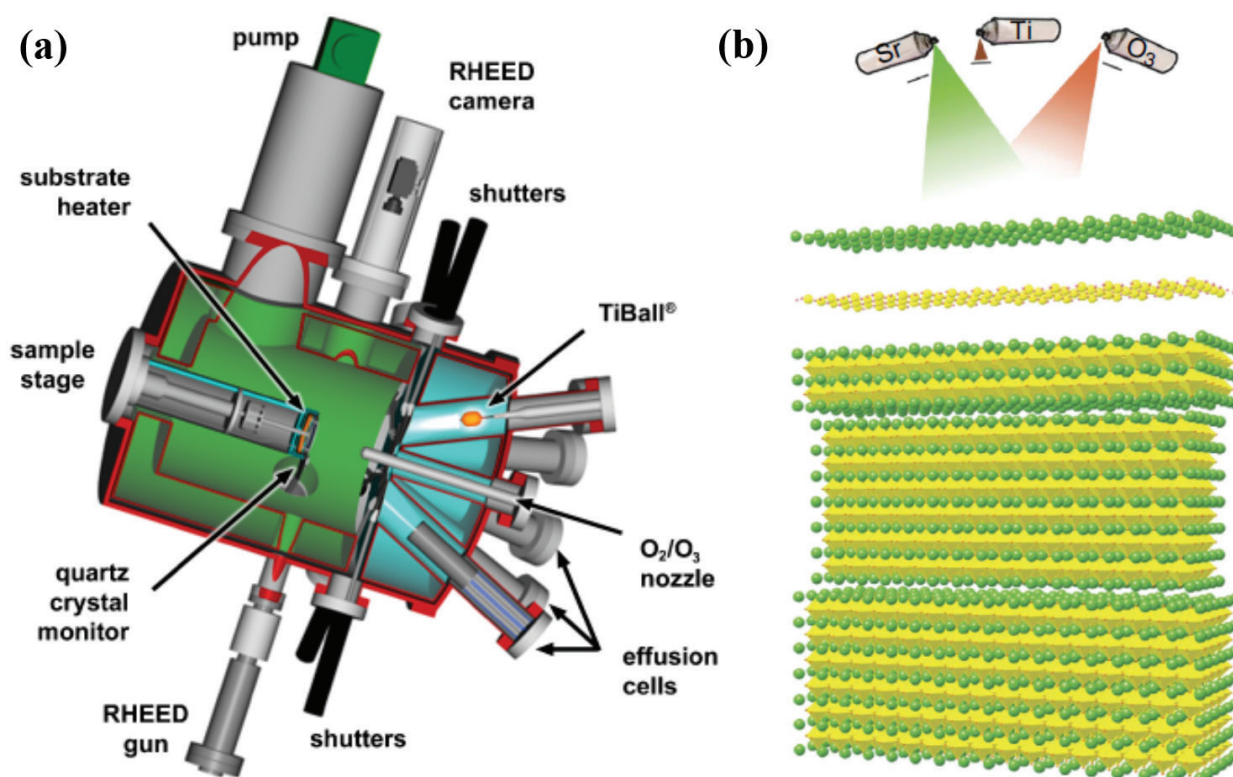 (a)
pump
RHEED
camera
shutters
substrate
heater
TiBall®
sample
stage
quartz
crystal
monitor
O₂/O₃
nozzle
effusion
cells
RHEED
gun
shutters
(b)
Sr
Ti
O₃